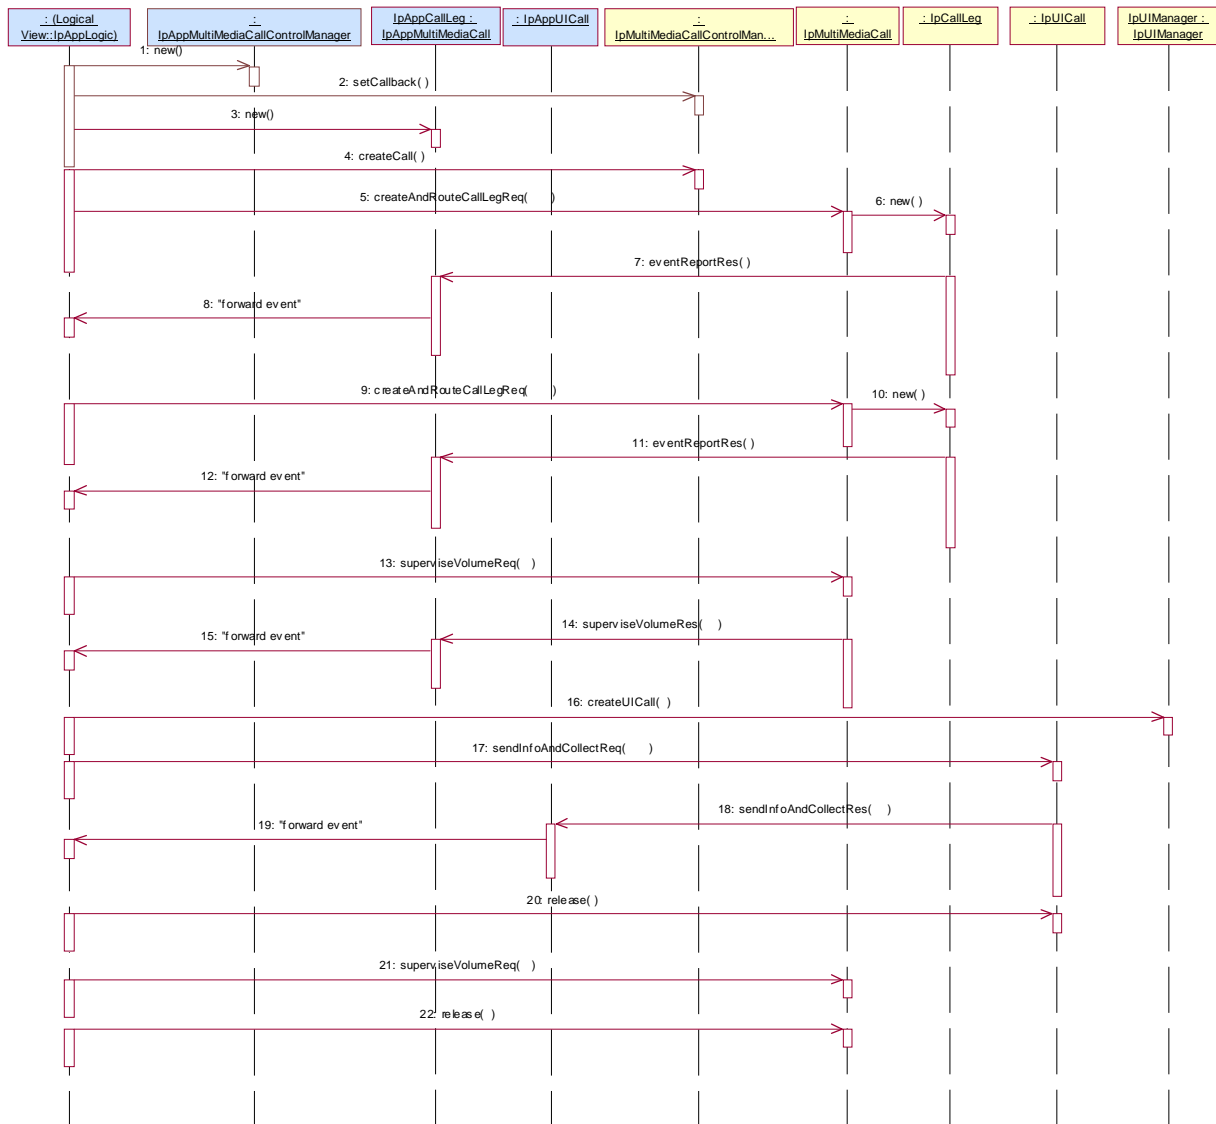 : (Logical
View::IpAppLogic)
:
IpAppMultiMediaCallControlManager
IpAppCallLeg :
IpAppMultiMediaCall
: IpAppUICall
:
IpMultiMediaCallControlMan...
:
IpMultiMediaCall
: IpCallLeg
: IpUICall
IpUIManager :
IpUIManager
1: new()
2: setCallback( )
3: new()
4: createCall( )
5: createAndRouteCallLegReq( )
6: new( )
7: eventReportRes( )
8: "forward event"
9: createAndRouteCallLegReq( )
10: new( )
11: eventReportRes( )
12: "forward event"
13: superviseVolumeReq( )
14: superviseVolumeRes( )
15: "forward event"
16: createUICall( )
17: sendInfoAndCollectReq( )
18: sendInfoAndCollectRes( )
19: "forward event"
20: release( )
21: superviseVolumeReq( )
22: release( )